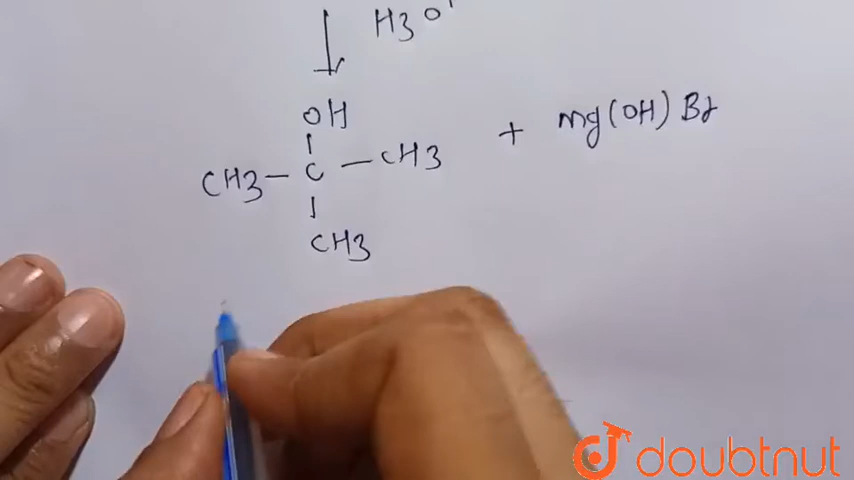 H3O+
OH
CH3 - C - CH3 + Mg(OH) Br
CH3
doubtnut